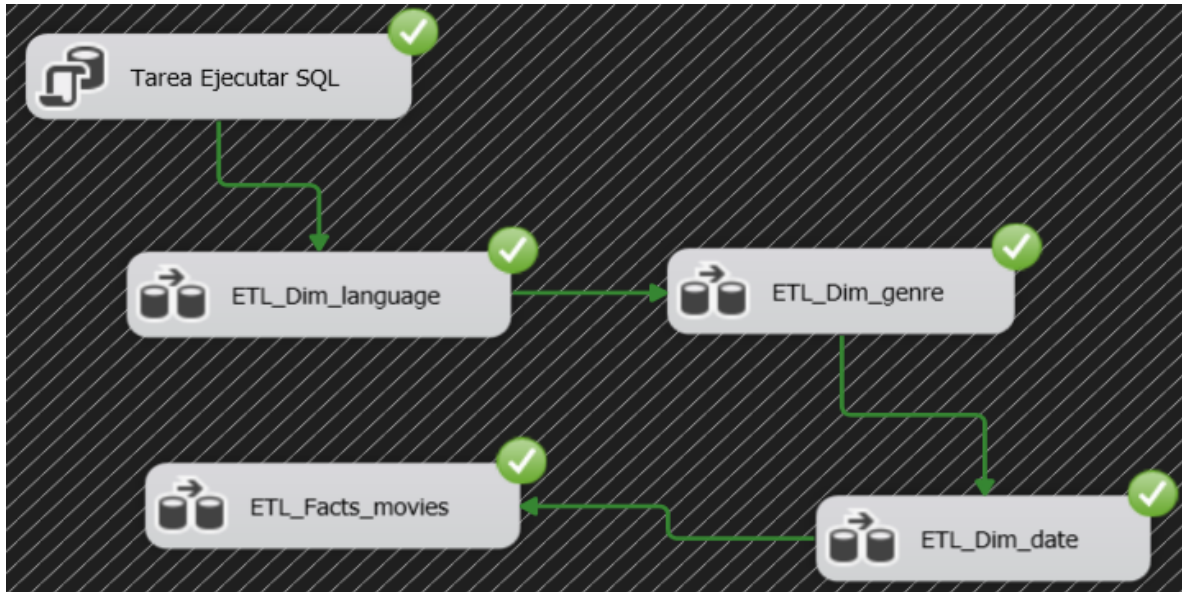 Tarea Ejecutar SQL
ETL_Dim_language
ETL_Dim_genre
ETL_Facts_movies
ETL_Dim_date